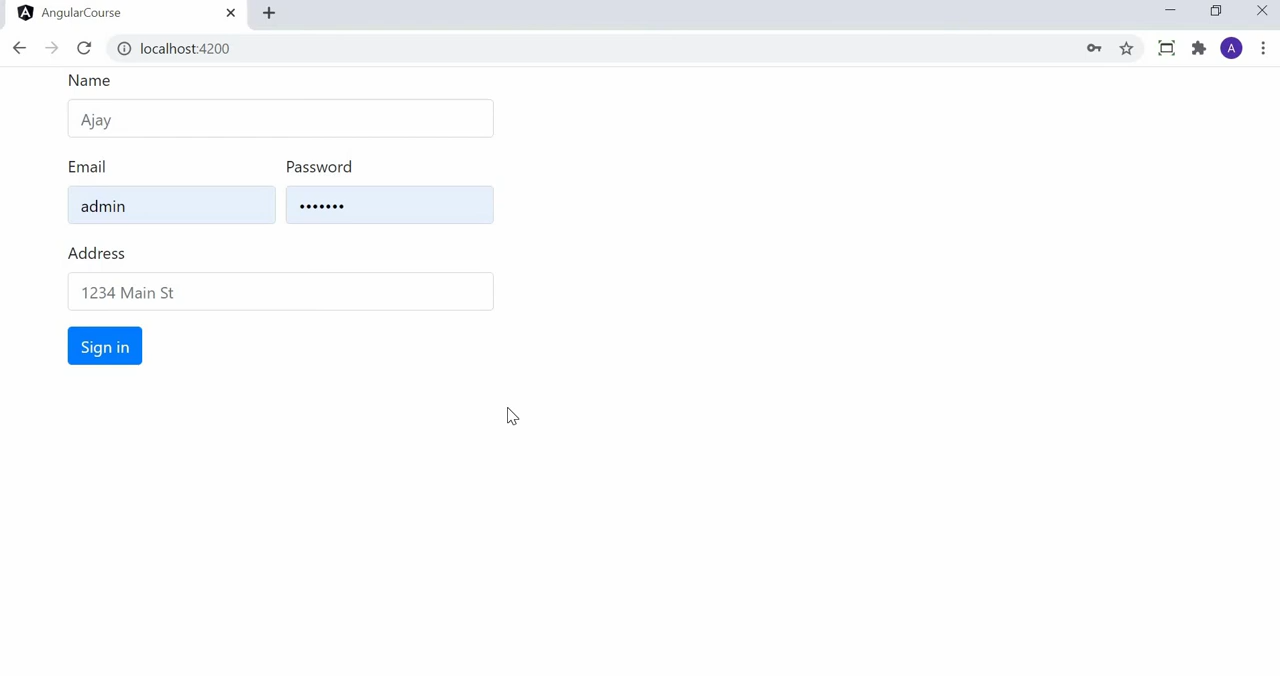 AngularCourse
localhost:4200
A
Name
Ajay
Email Password
admin •••••••
Address
1234 Main St
Sign in